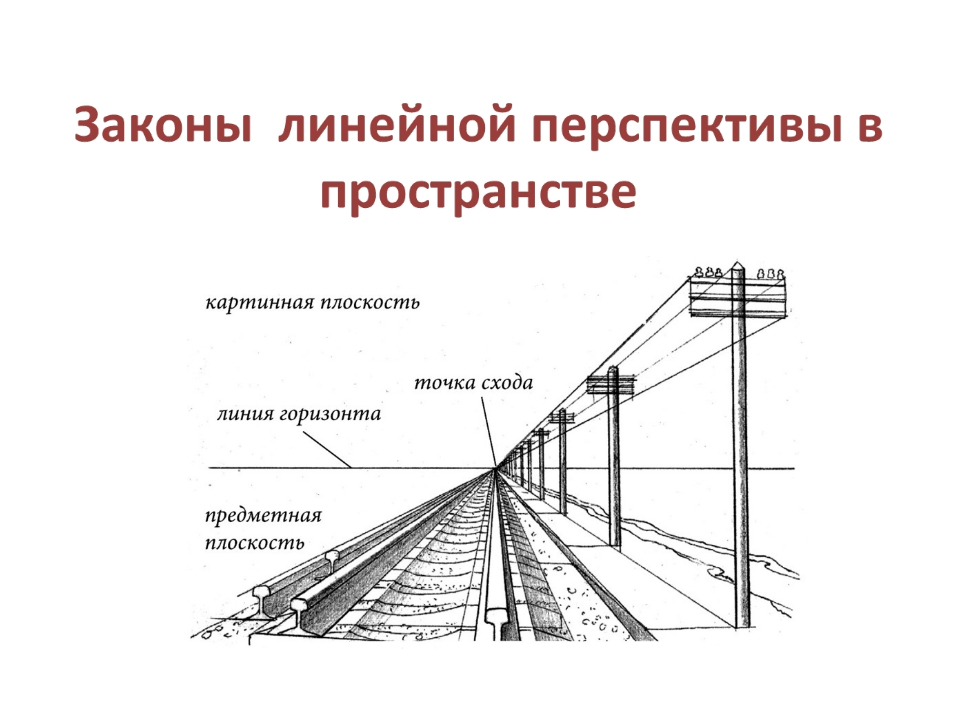 Законы  линейной перспективы в
пространстве
картинная плоскость
точка схода
линия горизонта
предметная
плоскость